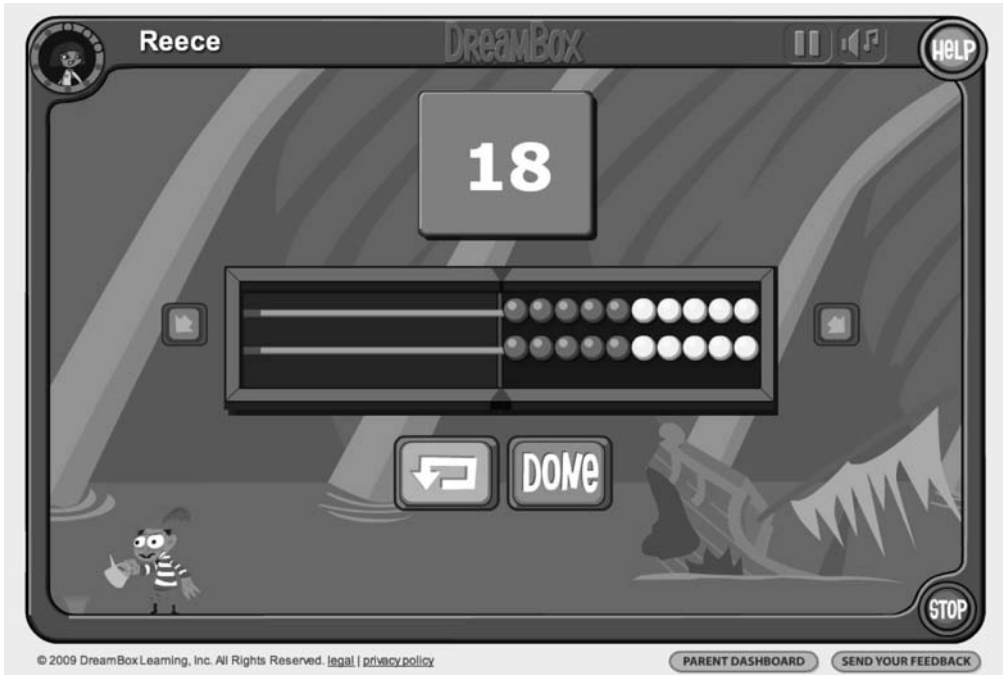 Reece
DREAMBOX
HELP
18
DONE
STOP
© 2009 DreamBox Learning, Inc. All Rights Reserved. legal | privacy policy
PARENT DASHBOARD
SEND YOUR FEEDBACK